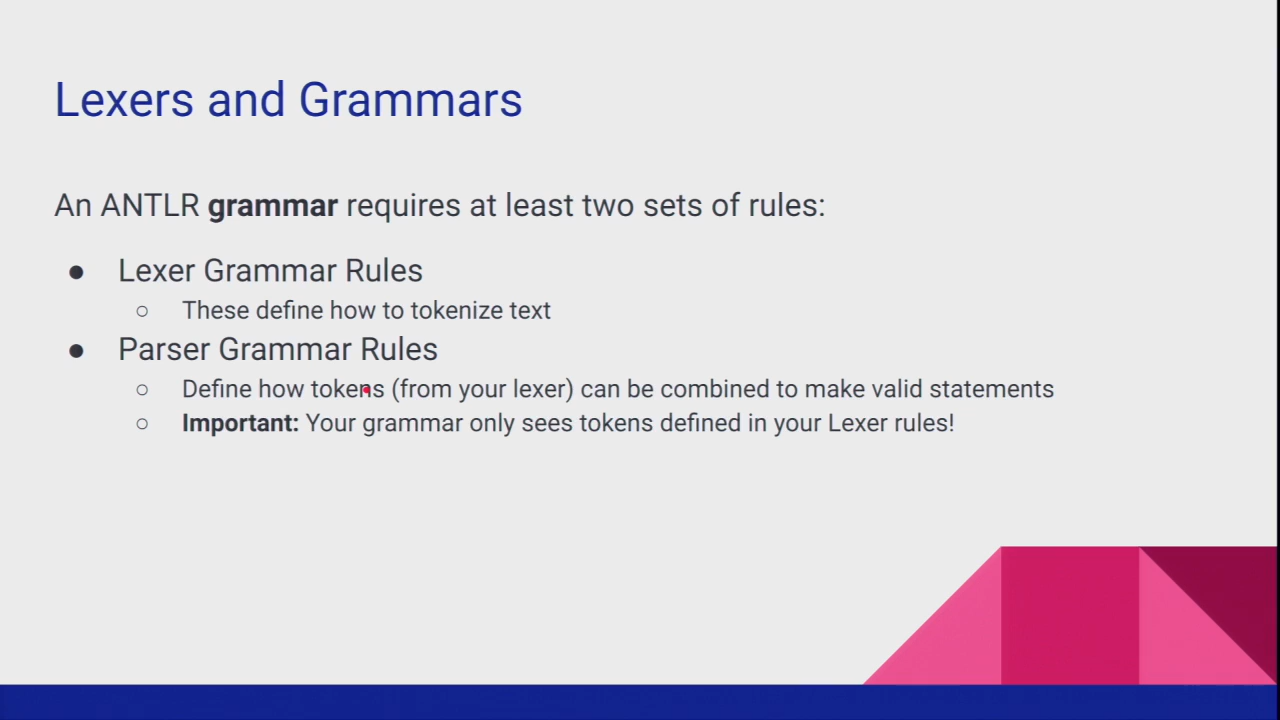 Lexers and Grammars
An ANTLR grammar requires at least two sets of rules:
● Lexer Grammar Rules
○ These define how to tokenize text
● Parser Grammar Rules
○ Define how tokens (from your lexer) can be combined to make valid statements
○ Important: Your grammar only sees tokens defined in your Lexer rules!